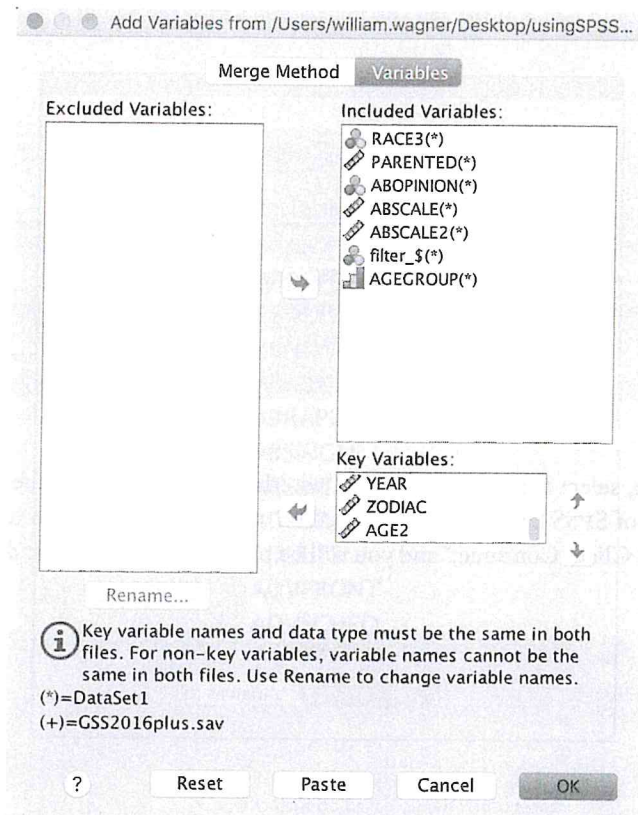 Add Variables from /Users/william.wagner/Desktop/usingSPSS...
Merge Method Variables
Excluded Variables:
Included Variables:
RACE3(*)
PARENTED(*)
ABOPINION(*)
ABSCALE(*)
ABSCALE2(*)
filter_$(*)
AGEGROUP(*)
Key Variables:
YEAR
ZODIAC
AGE2
Rename...
Key variable names and data type must be the same in both
files. For non-key variables, variable names cannot be the
same in both files. Use Rename to change variable names.
(*)=DataSet1
(+)=GSS2016plus.sav
? Reset Paste Cancel OK